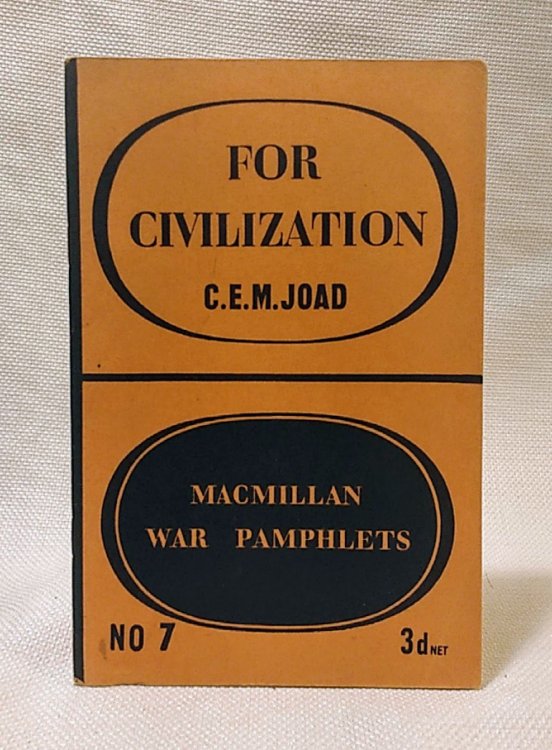 FOR
CIVILIZATION
C.E.M.JOAD
MACMILLAN
WAR PAMPHLETS
NO 7 3d NET